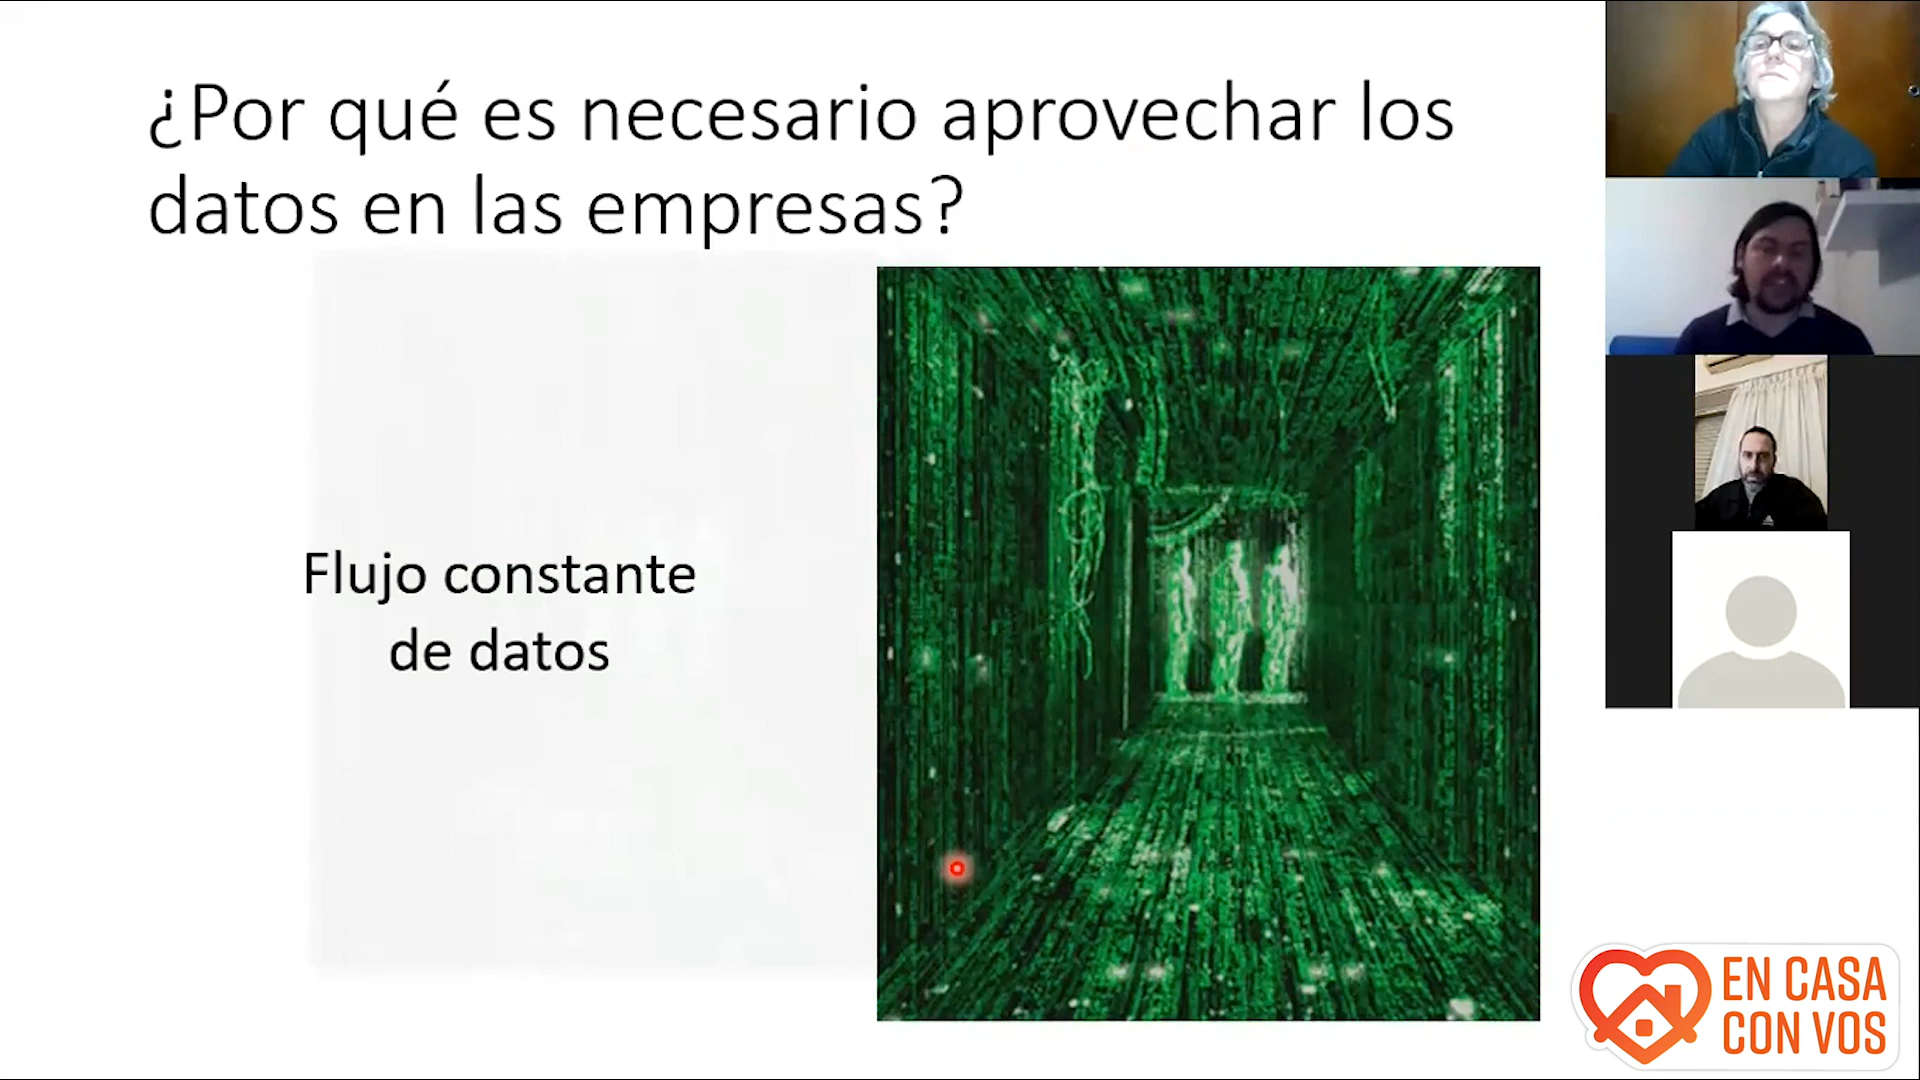 ¿Por qué es necesario aprovechar los
datos en las empresas?
Flujo constante
de datos
EN CASA
CON VOS